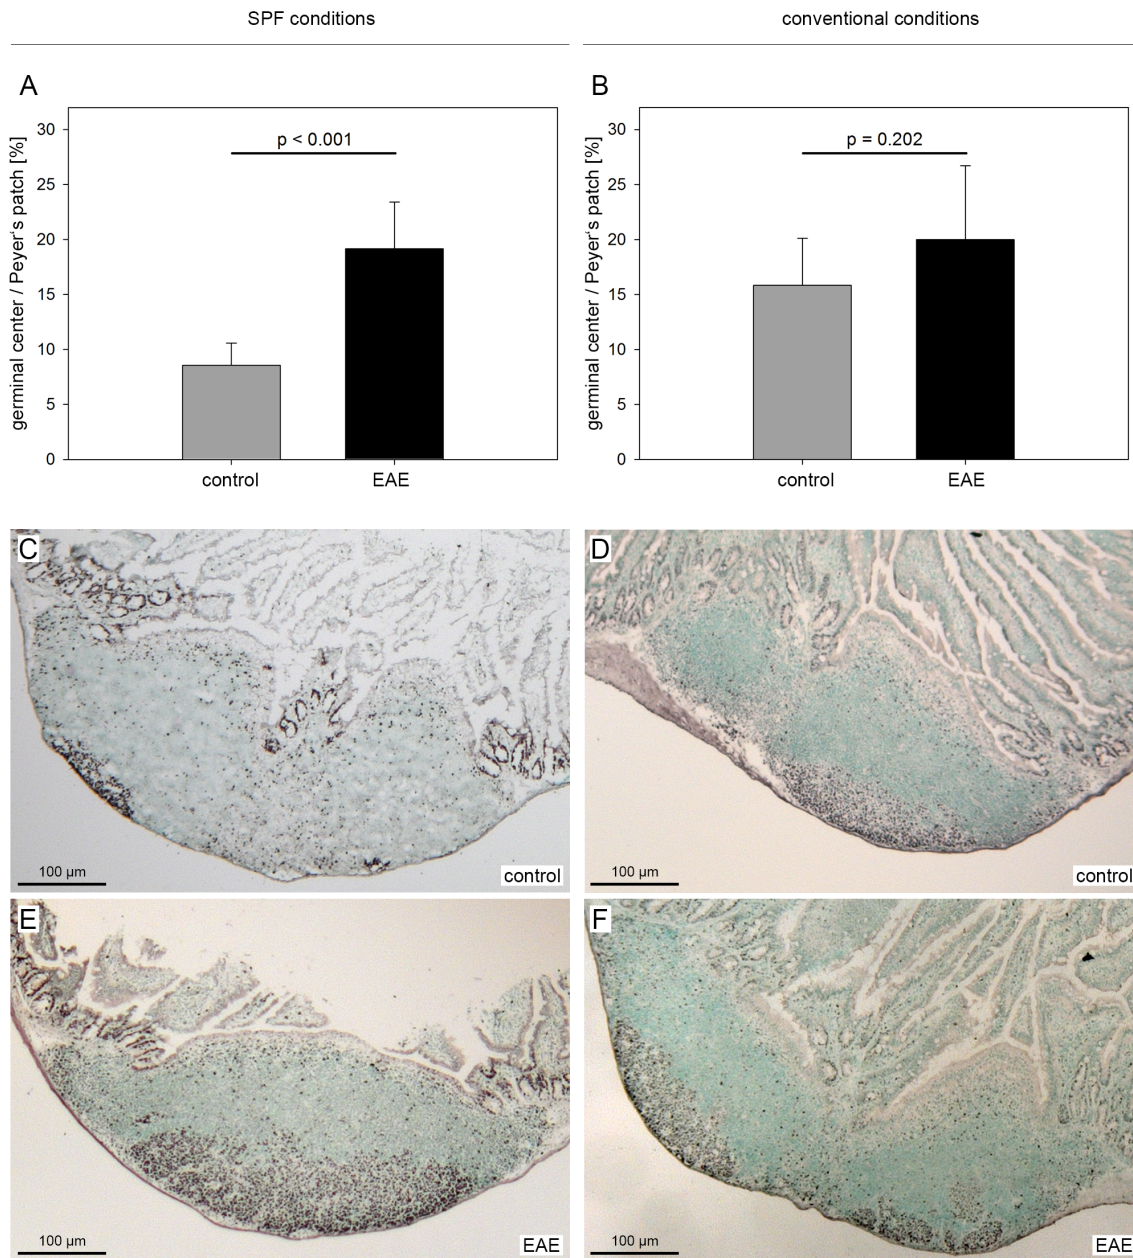 SPF conditions
conventional conditions
A
germinal center / Peyer's patch [%]
30
25
20
15
10
5
0
p < 0.001
control
EAE
B
germinal center / Peyer's patch [%]
30
25
20
15
10
5
0
p = 0.202
control
EAE
C
100 µm
control
D
100 µm
control
E
100 µm
EAE
F
100 µm
EAE